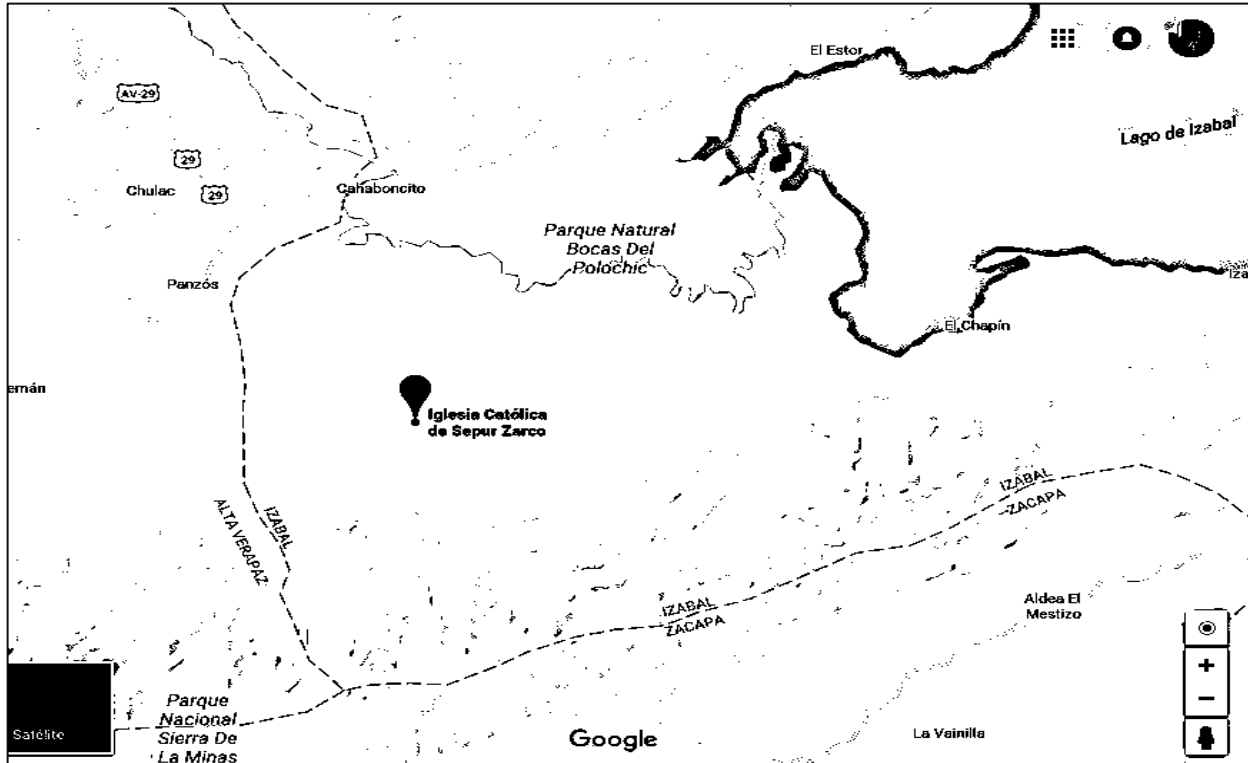 El Estor
AV-29
Lago de Izabal
29
Chulac
29
Cahaboncito
Parque Natural
Bocas Del
Polochic
Panzós
Iza
El Chapín
emán
Iglesia Católica
de Sepur Zarco
IZABAL
ZACAPA
IZABAL
ALTA VERAPAZ
IZABAL
ZACAPA
Aldea El
Mestizo
Parque
Nacional
Sierra De
La Minas
Satélite
Google
La Vainilla